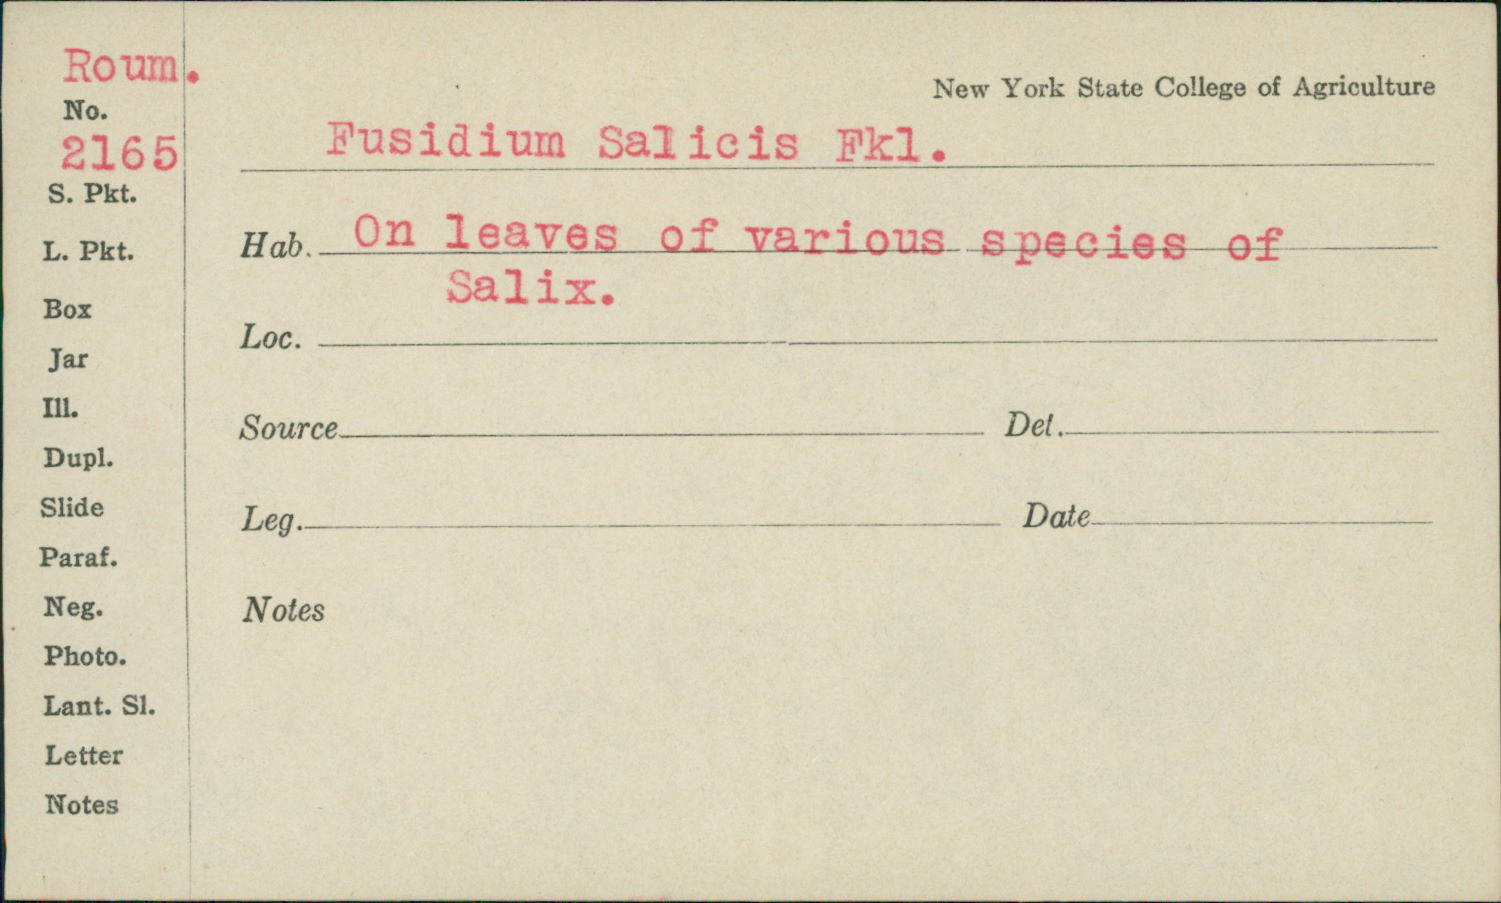 Roum.
No.
2165
S. Pkt.
L. Pkt.
Box
Jar
Ill.
Dupl.
Slide
Paraf.
Neg.
Photo.
Lant. Sl.
Letter
Notes
New York State College of Agriculture
Fusidium Salicis Fkl.
Hab. On leaves of various species of
Salix.
Loc.
Source Det.
Leg. Date
Notes